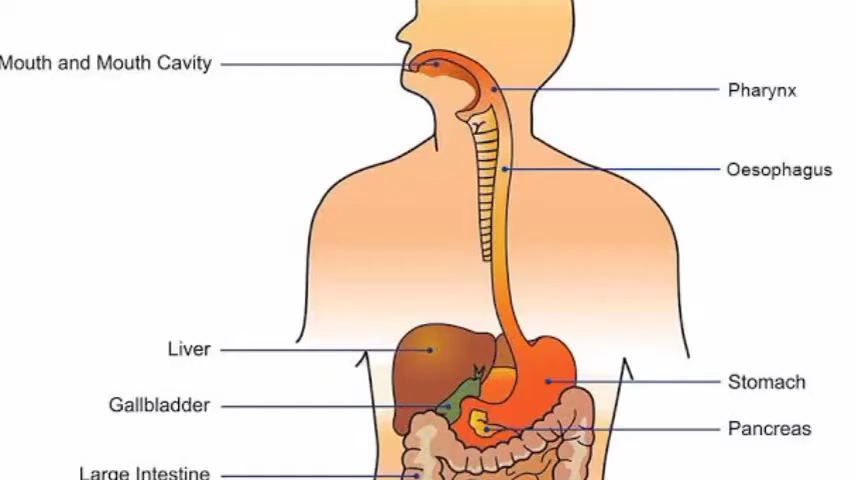 Mouth and Mouth Cavity
Pharynx
Oesophagus
Liver
Stomach
Gallbladder
Pancreas
Large Intestine